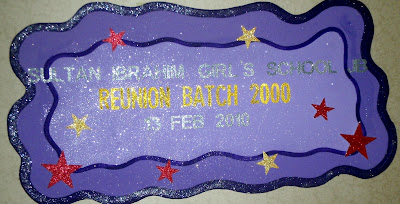 SULTAN IBRAHIM GIRL'S SCHOOL JB
REUNION BATCH 2000
13 FEB 2010